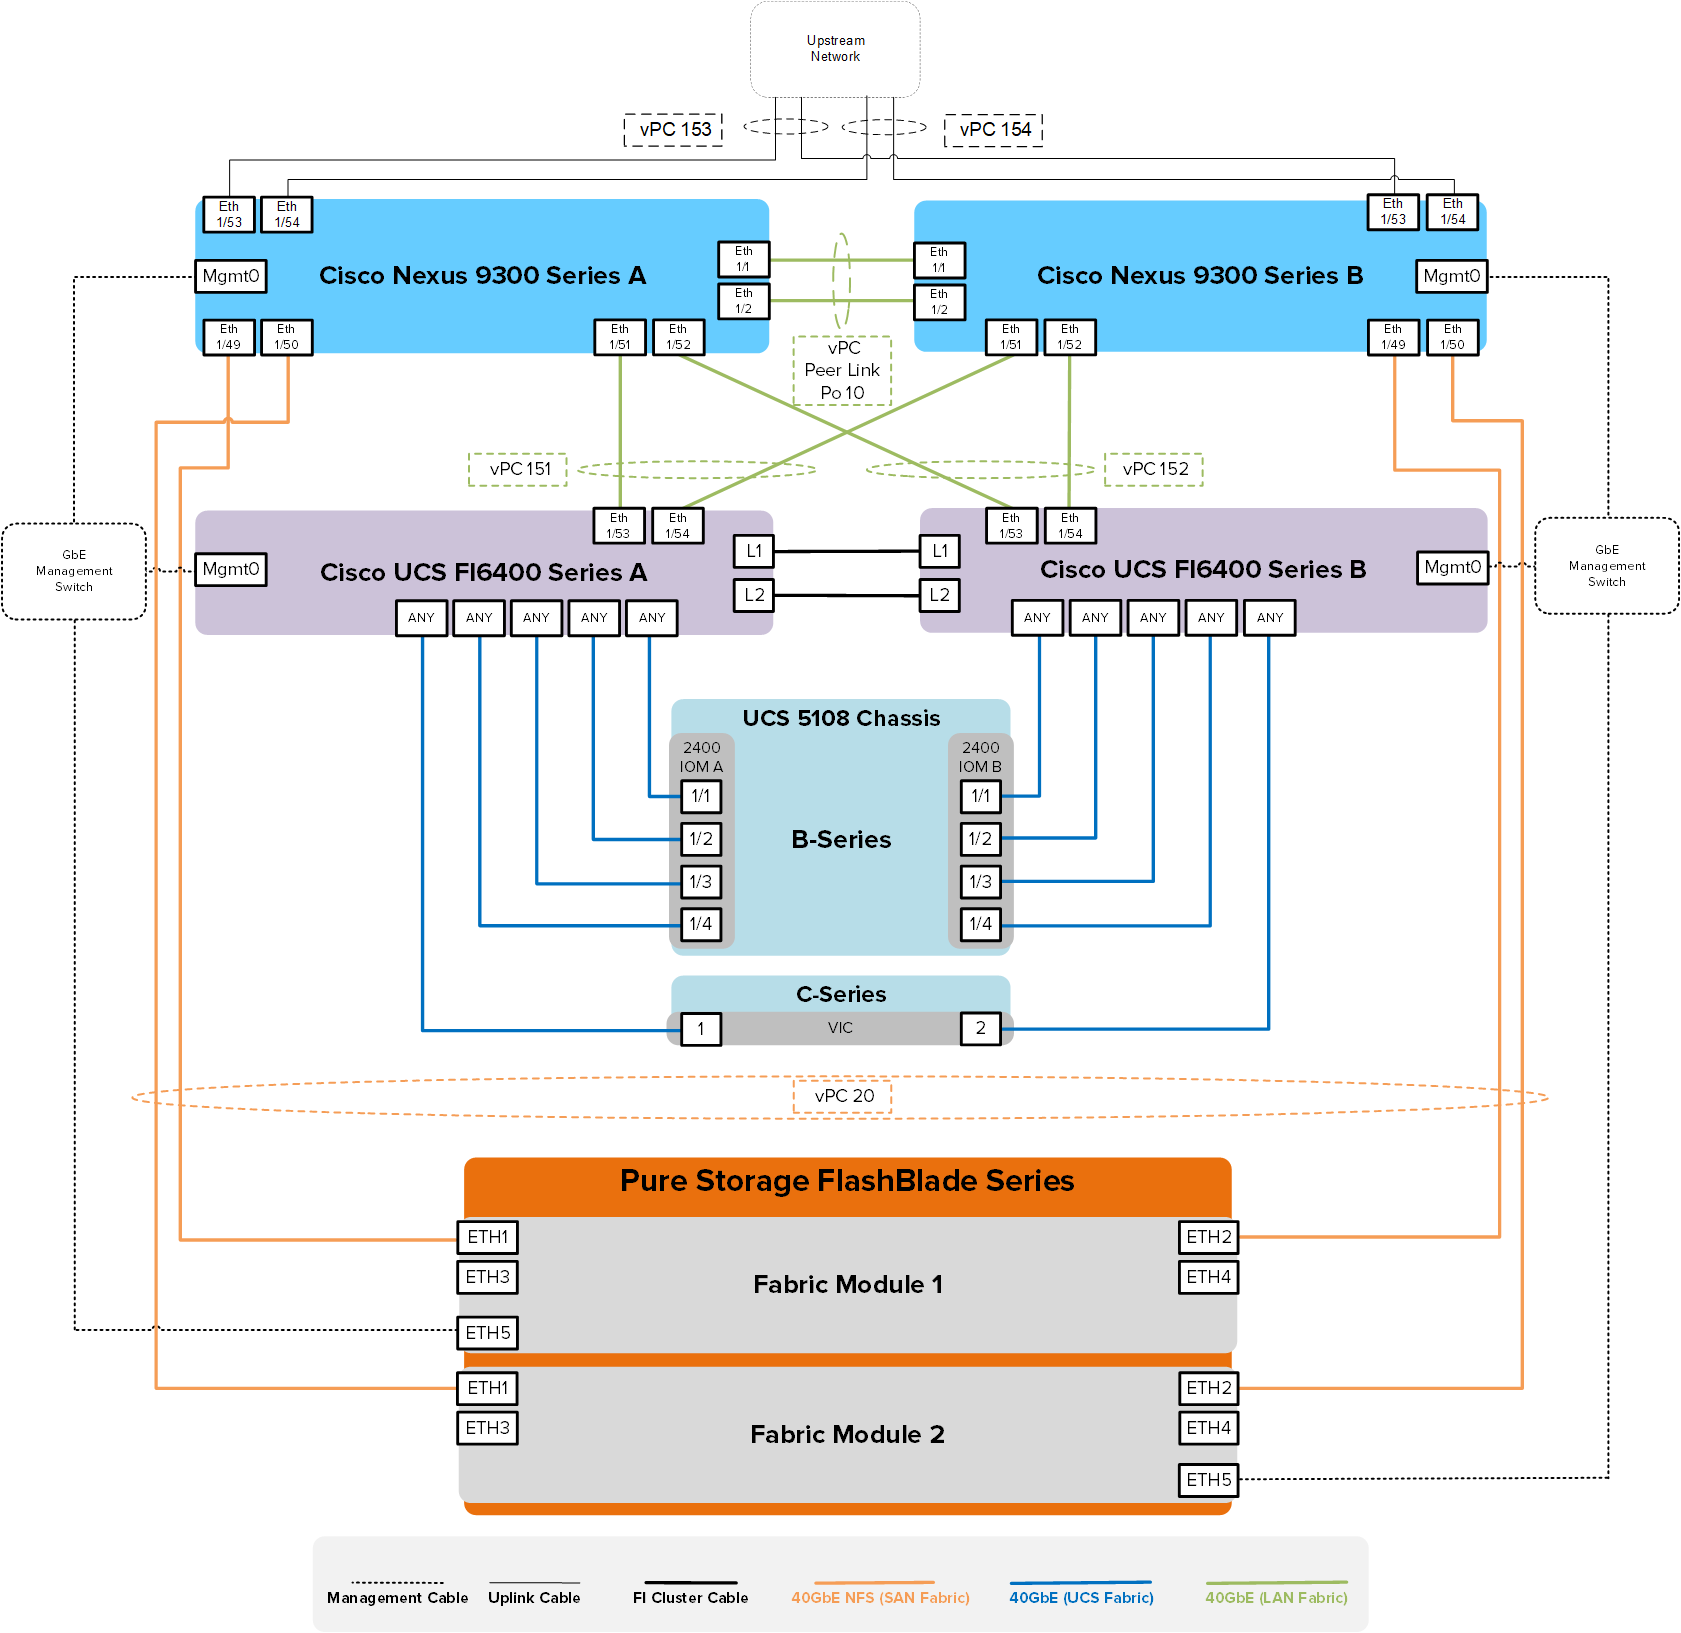 Upstream
Network
vPC 153
vPC 154
Eth
1/53
Eth
1/54
Eth
1/53
Eth
1/54
Mgmt0
Cisco Nexus 9300 Series A
Eth
1/1
Eth
1/2
Eth
1/1
Eth
1/2
Cisco Nexus 9300 Series B
Mgmt0
Eth
1/49
Eth
1/50
Eth
1/51
Eth
1/52
vPC
Peer Link
Po 10
Eth
1/51
Eth
1/52
Eth
1/49
Eth
1/50
vPC 151
vPC 152
GbE
Management
Switch
Mgmt0
Cisco UCS FI6400 Series A
Eth
1/53
Eth
1/54
L1
L2
L1
L2
Eth
1/53
Eth
1/54
Cisco UCS FI6400 Series B
Mgmt0
GbE
Management
Switch
ANY
ANY
ANY
ANY
ANY
ANY
ANY
ANY
ANY
ANY
UCS 5108 Chassis
2400
IOM A
1/1
1/2
1/3
1/4
B-Series
2400
IOM B
1/1
1/2
1/3
1/4
C-Series
1
VIC
2
vPC 20
Pure Storage FlashBlade Series
ETH1
ETH3
ETH5
Fabric Module 1
ETH2
ETH4
ETH1
ETH3
Fabric Module 2
ETH2
ETH4
ETH5
Management Cable
Uplink Cable
FI Cluster Cable
40GbE NFS (SAN Fabric)
40GbE (UCS Fabric)
40GbE (LAN Fabric)